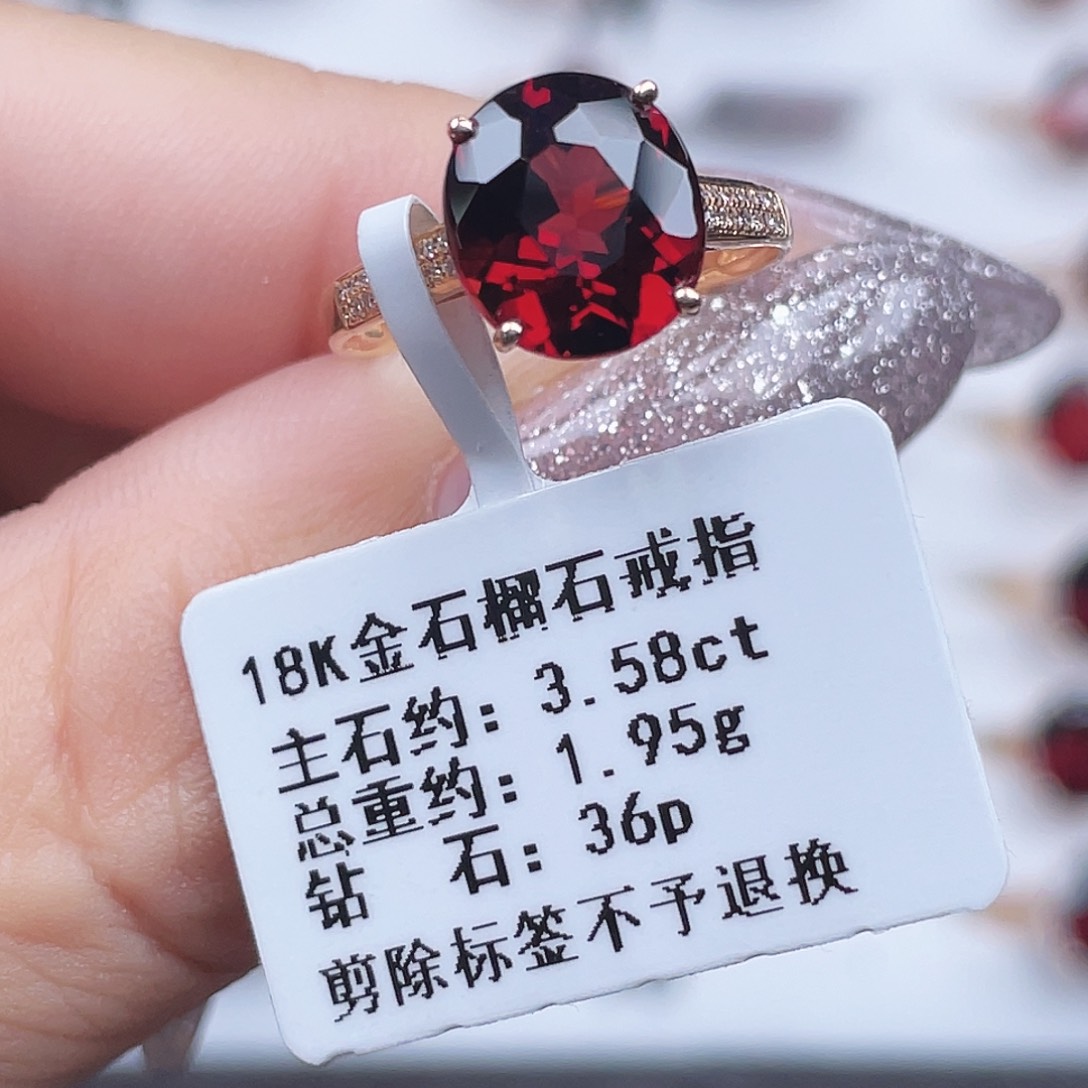 18K金石榴石戒指
主石约: 3.58ct
总重约: 1.95g
钻 石: 36p
剪除标签不予退换